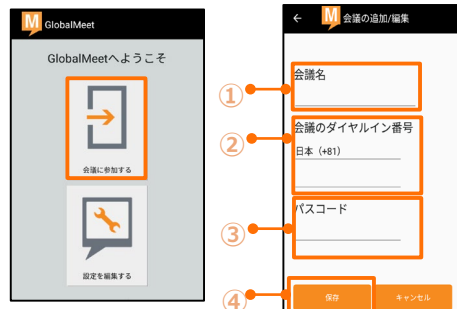 GlobalMeet
GlobalMeetへようこそ
会議に参加する
設定を編集する
会議の追加/編集
① 会議名
② 会議のダイヤルイン番号
日本（+81）
③ パスコード
④ 保存
キャンセル